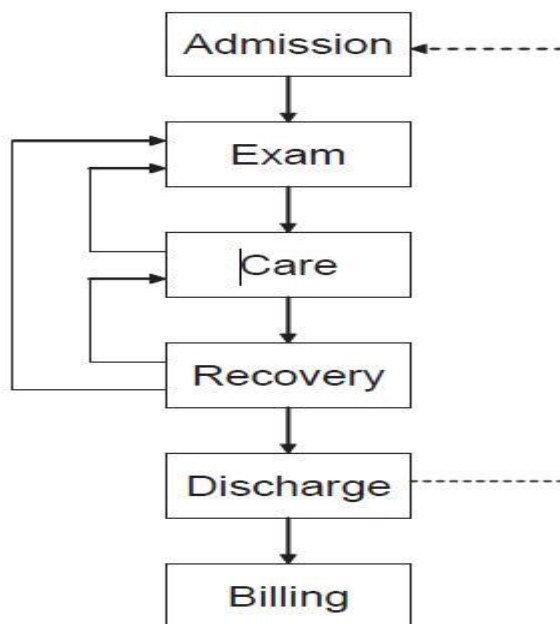 Admission
Exam
Care
Recovery
Discharge
Billing